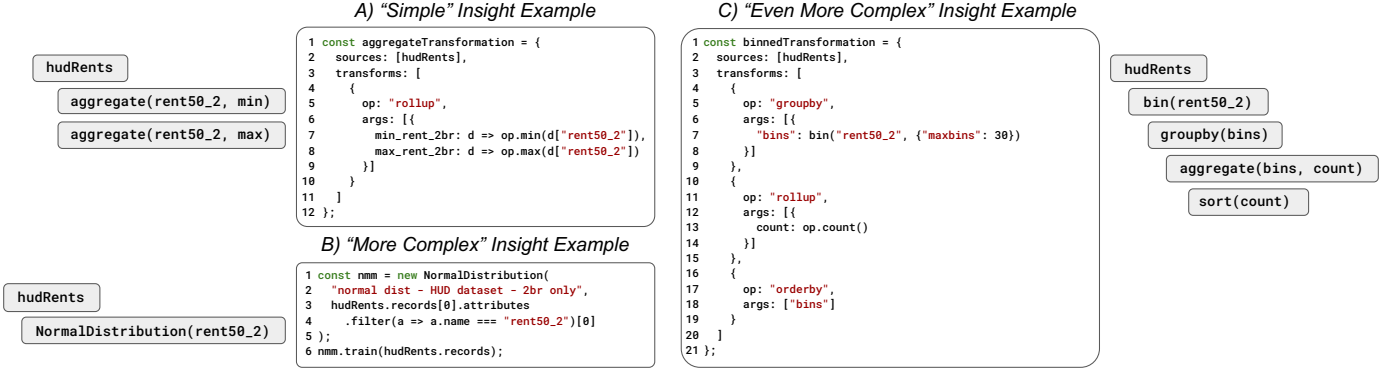 A) “Simple” Insight Example
hudRents
aggregate(rent50_2, min)
aggregate(rent50_2, max)
1 const aggregateTransformation = {
2   sources: [hudRents],
3   transforms: [
4     {
5       op: "rollup",
6       args: [{
7         min_rent_2br: d => op.min(d["rent50_2"]),
8         max_rent_2br: d => op.max(d["rent50_2"])
9       }]
10     }
11   ]
12 };
B) “More Complex” Insight Example
hudRents
NormalDistribution(rent50_2)
1 const nmm = new NormalDistribution(
2   "normal dist - HUD dataset - 2br only",
3   hudRents.records[0].attributes
4     .filter(a => a.name === "rent50_2")[0]
5 );
6 nmm.train(hudRents.records);
C) “Even More Complex” Insight Example
1 const binnedTransformation = {
2   sources: [hudRents],
3   transforms: [
4     {
5       op: "groupby",
6       args: [{
7         "bins": bin("rent50_2", {"maxbins": 30})
8       }]
9     },
10     {
11       op: "rollup",
12       args: [{
13         count: op.count()
14       }]
15     },
16     {
17       op: "orderby",
18       args: ["bins"]
19     }
20   ]
21 };
hudRents
bin(rent50_2)
groupby(bins)
aggregate(bins, count)
sort(count)